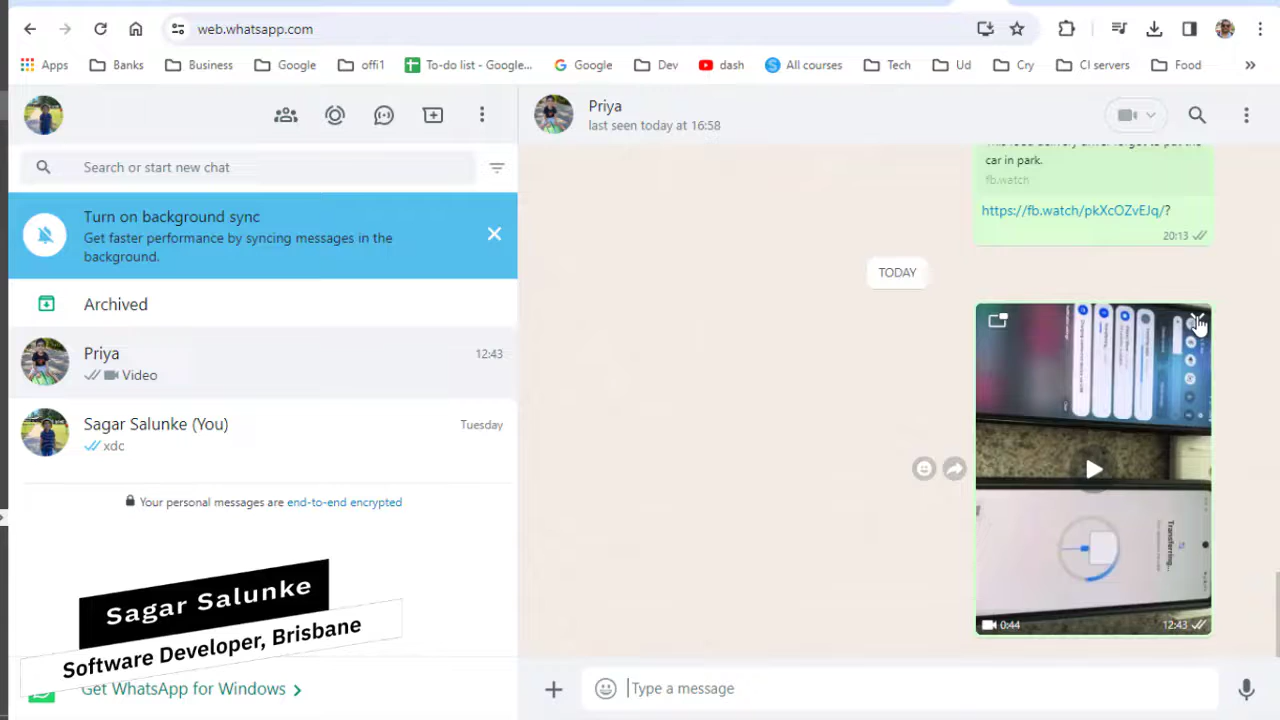 web.whatsapp.com
Apps
Banks
Business
Google
offi1
To-do list - Google...
Google
Dev
dash
All courses
Tech
Ud
Cry
CI servers
Food
Priya
last seen today at 16:58
Search or start new chat
car in park.
fb.watch
https://fb.watch/pkXcOZvEJq/?
20:13
Turn on background sync
Get faster performance by syncing messages in the
background.
TODAY
Archived
Priya
12:43
Video
Sagar Salunke (You)
Tuesday
xdc
Your personal messages are end-to-end encrypted
Transferring...
0:44
12:43
Sagar Salunke
Software Developer, Brisbane
Get WhatsApp for Windows
Type a message